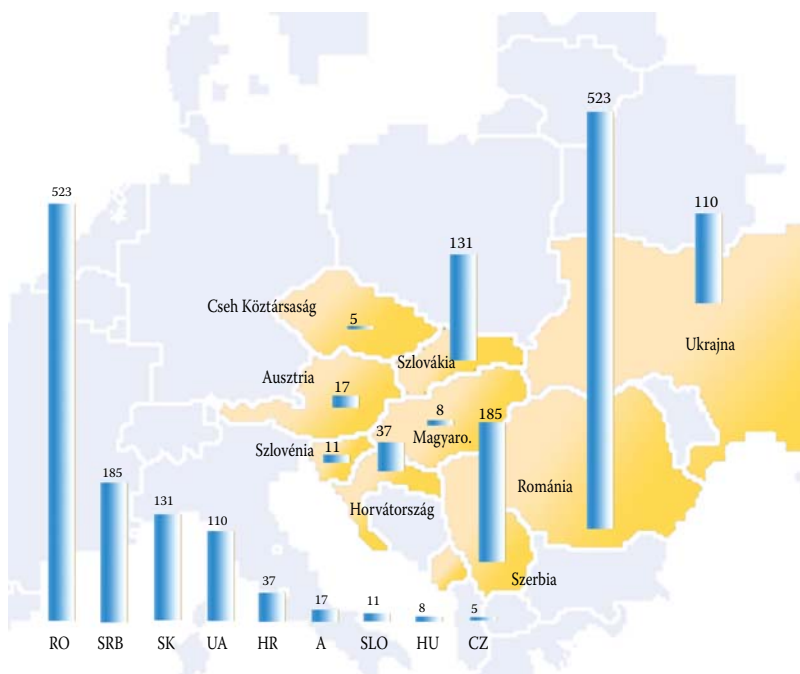 523
110
523
131
Cseh Köztársaság
5
Ukrajna
Szlovákia
Ausztria
17
8
185
Magyaro.
37
Szlovénia
11
185
Románia
131
Horvátország
110
Szerbia
37
17
11
8
5
RO SRB SK UA HR A SLO HU CZ